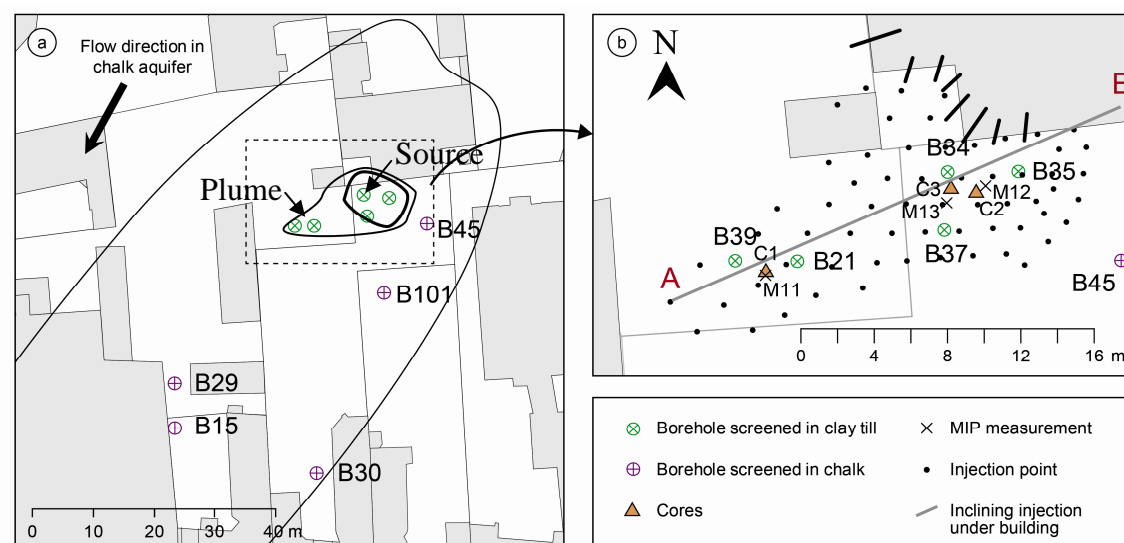 a
Flow direction in
chalk aquifer
Source
Plume
B45
B101
B29
B15
B30
0 10 20 30 40 m
b
N
B
B34
B35
C3
M12
M13
C2
B39
B37
C1
B21
A
M11
B45
0 4 8 12 16 m
Borehole screened in clay till
MIP measurement
Borehole screened in chalk
Injection point
Cores
Inclining injection
under building